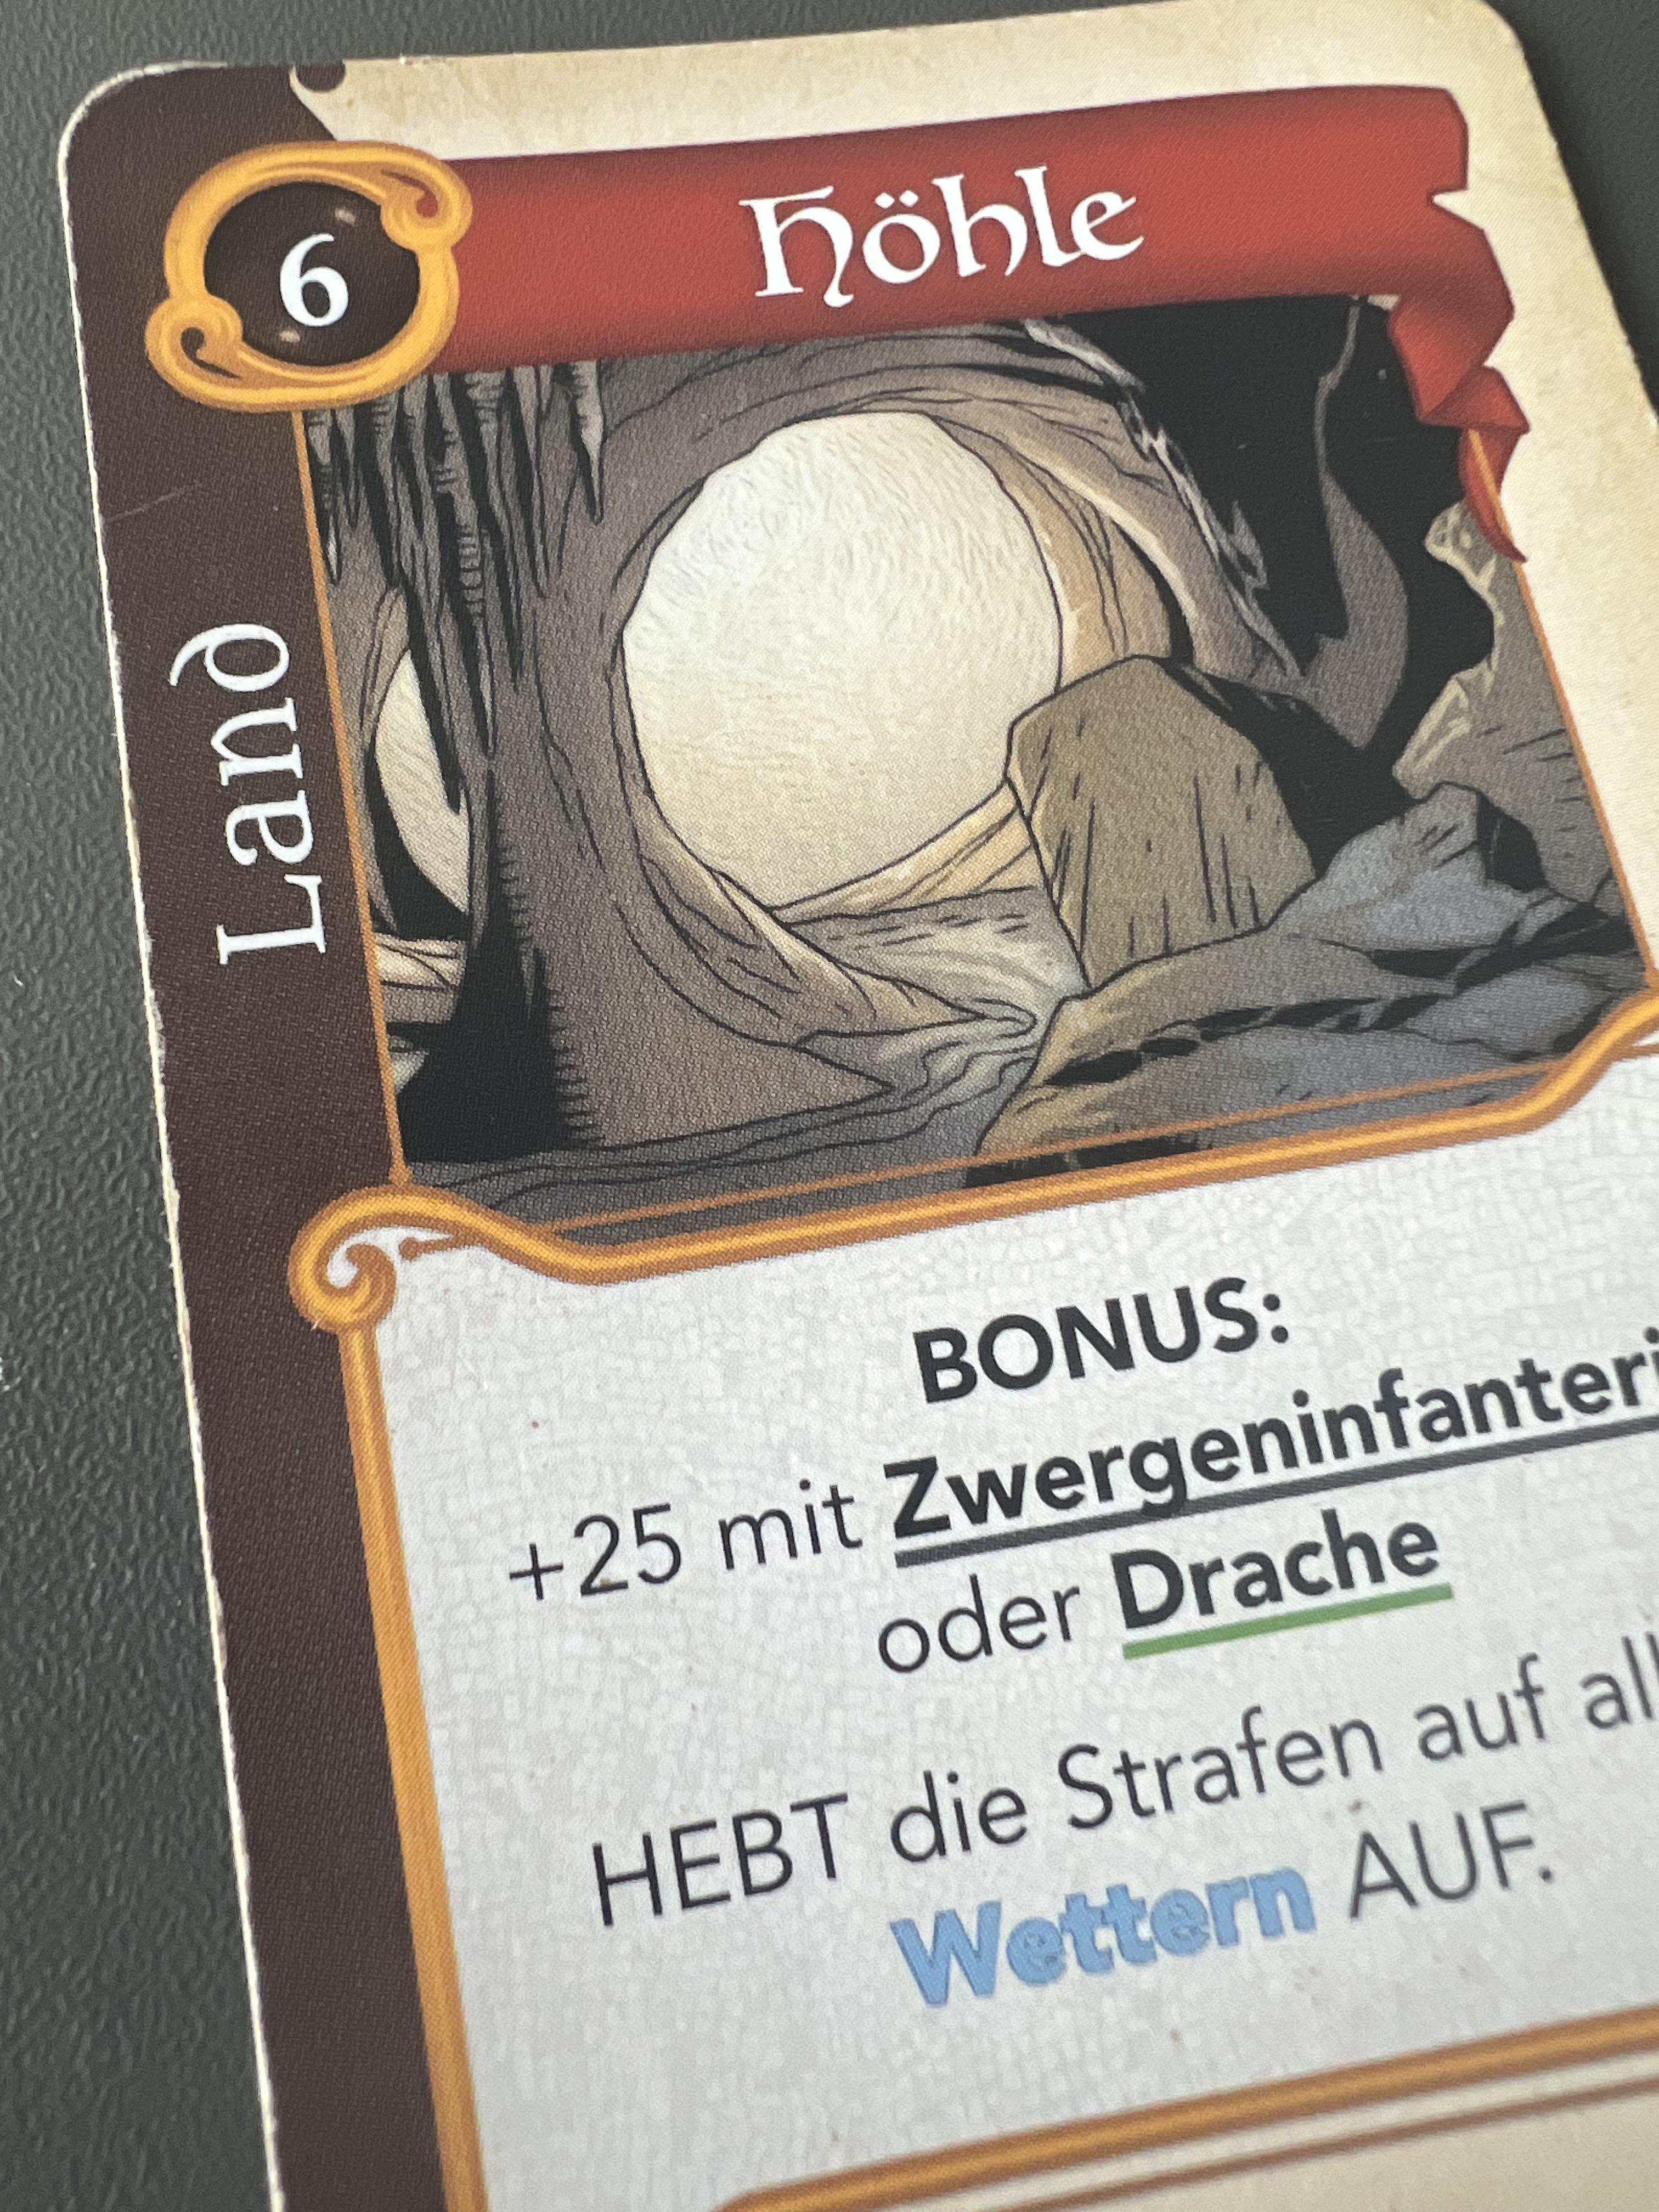 6
Höhle
Land
BONUS:
+25 mit Zwergeninfanteri
oder Drache
HEBT die Strafen auf all
Wettern AUF.